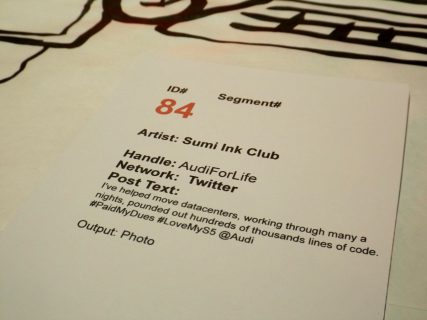 ID# Segment#
84
Artist: Sumi Ink Club
Handle: AudiForLife
Network: Twitter
Post Text:
I've helped move datacenters, working through many a
nights, pounded out hundreds of thousands lines of code.
#PaidMyDues #LoveMyS5 @Audi
Output: Photo